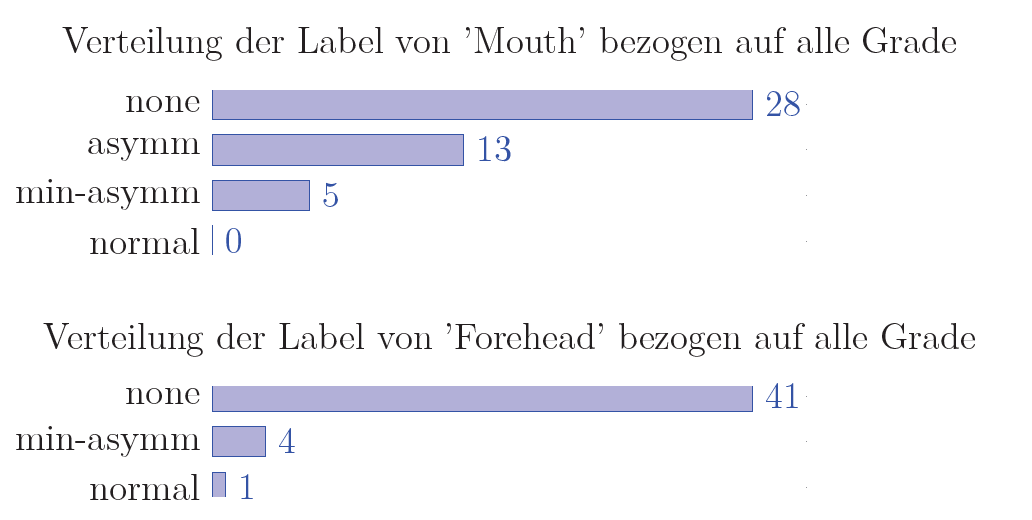 Verteilung der Label von 'Mouth' bezogen auf alle Grade
none 28
asymm 13
min-asymm 5
normal 0
Verteilung der Label von 'Forehead' bezogen auf alle Grade
none 41
min-asymm 4
normal 1